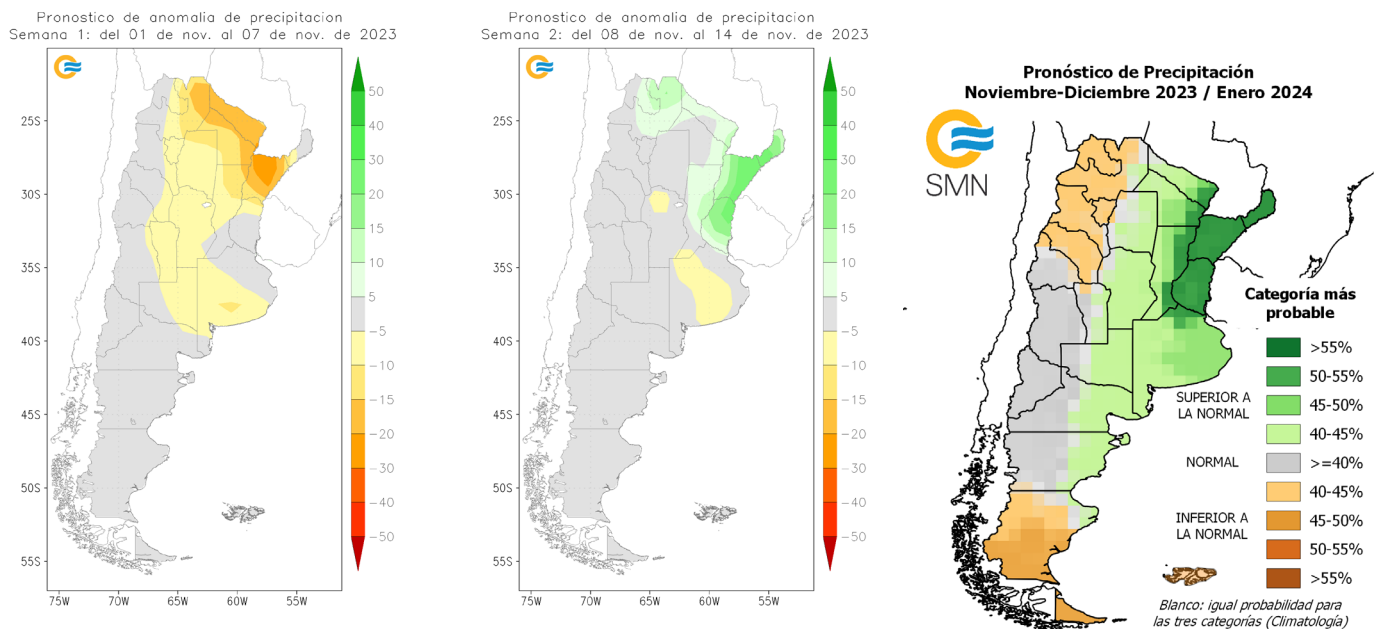 Pronostico de anomalia de precipitacion
Semana 1: del 01 de nov. al 07 de nov. de 2023
25S
30S
35S
40S
45S
50S
55S
75W
70W
65W
60W
55W
50
40
30
20
15
10
5
−5
−10
−15
−20
−30
−40
−50
Pronostico de anomalia de precipitacion
Semana 2: del 08 de nov. al 14 de nov. de 2023
25S
30S
35S
40S
45S
50S
55S
75W
70W
65W
60W
55W
50
40
30
20
15
10
5
−5
−10
−15
−20
−30
−40
−50
Pronóstico de Precipitación
Noviembre-Diciembre 2023 / Enero 2024
SMN
Categoría más
probable
>55%
50-55%
SUPERIOR A
LA NORMAL
45-50%
40-45%
NORMAL
>=40%
40-45%
INFERIOR A
LA NORMAL
45-50%
50-55%
>55%
Blanco: igual probabilidad para
las tres categorías (Climatología)